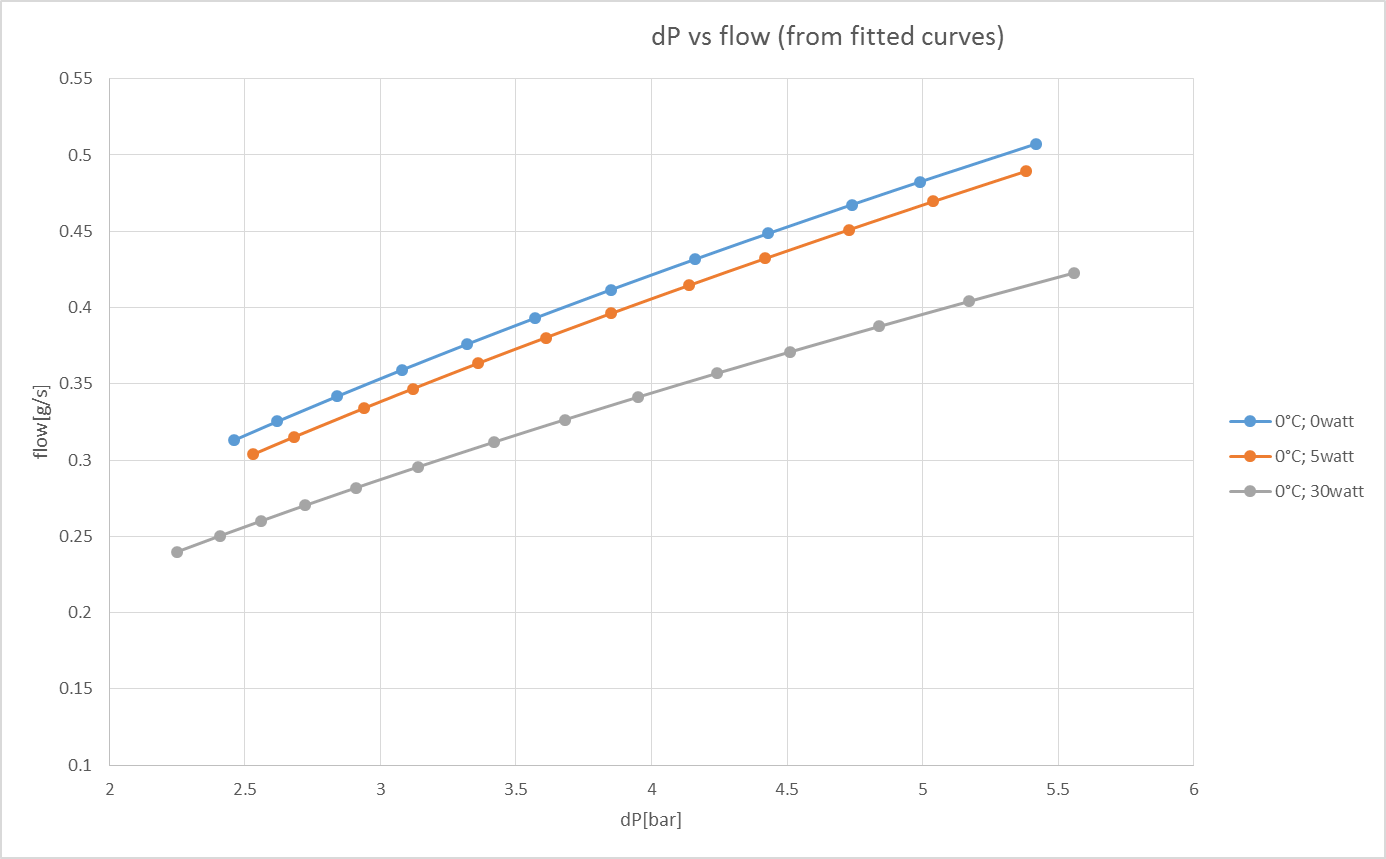 dP vs flow (from fitted curves)
0.55
0.5
0.45
0.4
0.35
0.3
0.25
0.2
0.15
0.1
flow[g/s]
2 2.5 3 3.5 4 4.5 5 5.5 6
dP[bar]
0°C; 0watt
0°C; 5watt
0°C; 30watt